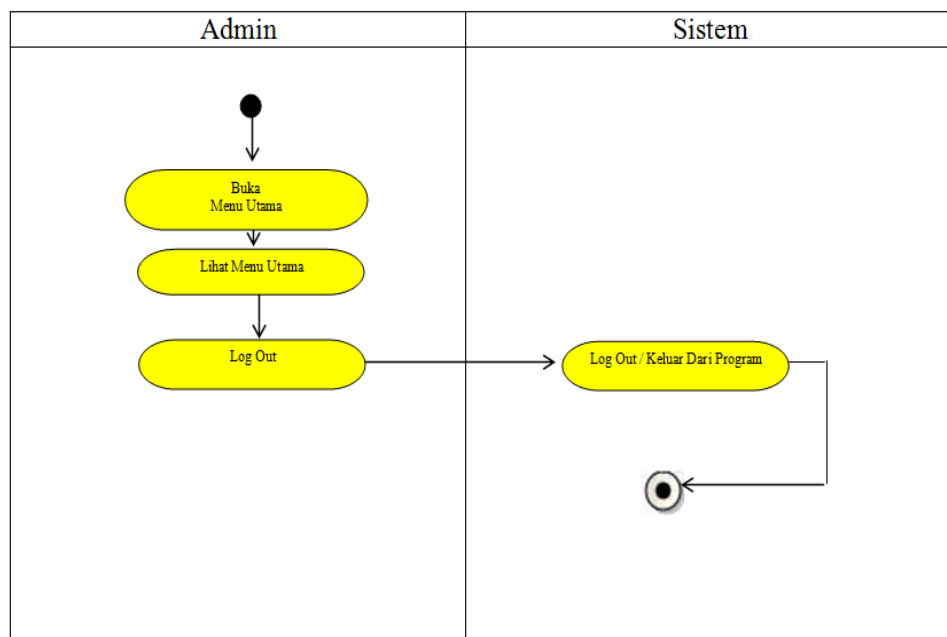 Admin
Sistem
Buka
Menu Utama
Lihat Menu Utama
Log Out
Log Out / Keluar Dari Program